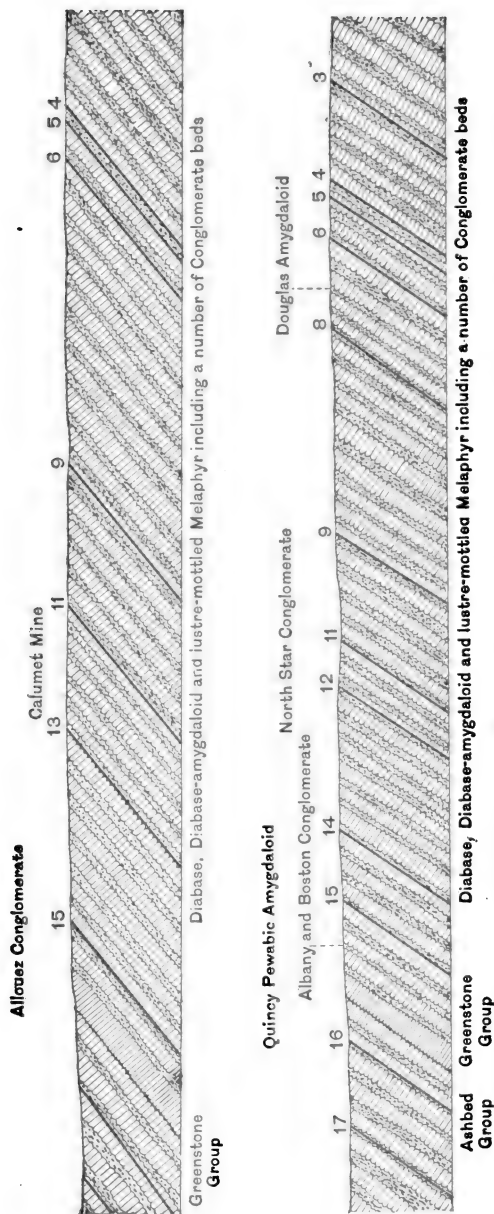 Allouez Conglomerate
Calumet Mine
15 13 11 9 6 5 4
Greenstone
Group
Diabase, Diabase-amygdaloid and lustre-mottled Melaphyr including a number of Conglomerate beds
Quincy Pewabic Amygdaloid
Albany and Boston Conglomerate
North Star Conglomerate
Douglas Amygdaloid
17 16 15 14 12 11 9 8 6 5 4 3
Ashbed
Group
Greenstone
Group
Diabase, Diabase-amygdaloid and lustre-mottled Melaphyr including a number of Conglomerate beds